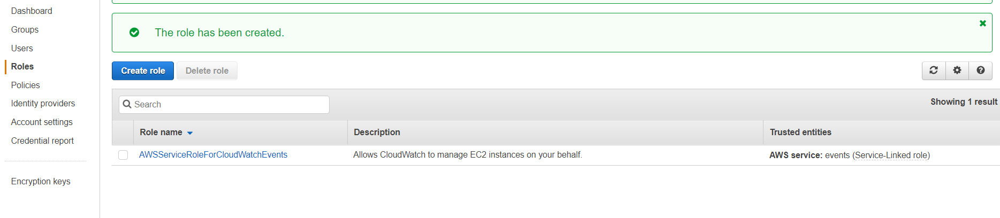 Dashboard
Groups
Users
Roles
Policies
Identity providers
Account settings
Credential report
Encryption keys
The role has been created.
Create role
Delete role
Search
Showing 1 result
Role name
Description
Trusted entities
AWSServiceRoleForCloudWatchEvents
Allows CloudWatch to manage EC2 instances on your behalf.
AWS service: events (Service-Linked role)